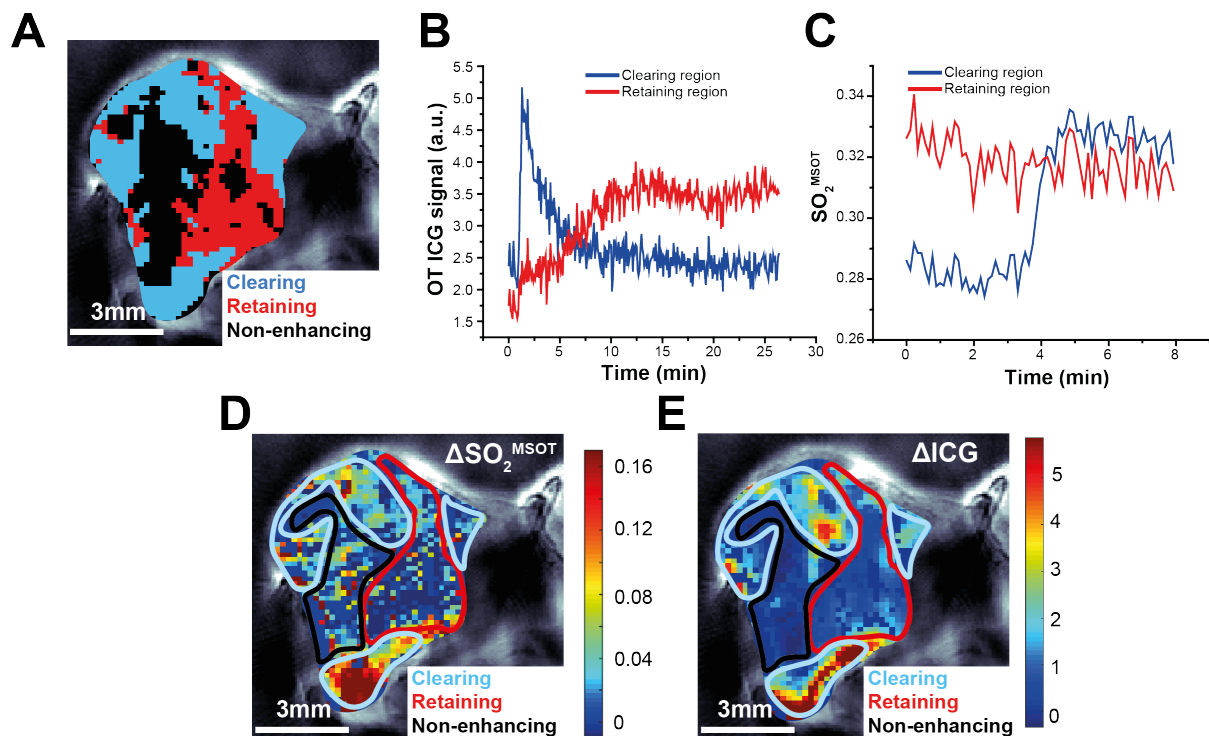 A
Clearing
Retaining
Non-enhancing
3mm
B
OT ICG signal (a.u.)
5.5
5.0
4.5
4.0
3.5
3.0
2.5
2.0
1.5
Clearing region
Retaining region
0 5 10 15 20 25 30
Time (min)
C
SO₂ᴹˢᴼᵀ
0.34
0.32
0.30
0.28
0.26
Clearing region
Retaining region
0 2 4 6 8
Time (min)
D
ΔSO₂ᴹˢᴼᵀ
0.16
0.12
0.08
0.04
0
Clearing
Retaining
Non-enhancing
3mm
E
ΔICG
5
4
3
2
1
0
Clearing
Retaining
Non-enhancing
3mm